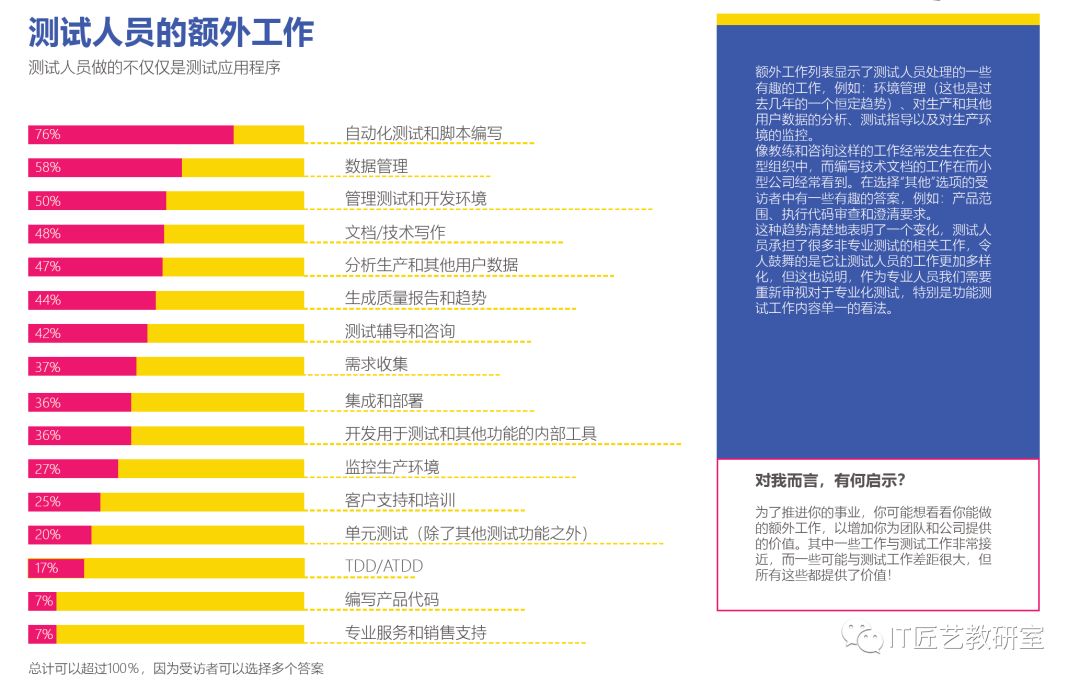 测试人员的额外工作
测试人员做的不仅仅是测试应用程序
76% 自动化测试和脚本编写
58% 数据管理
50% 管理测试和开发环境
48% 文档/技术写作
47% 分析生产和其他用户数据
44% 生成质量报告和趋势
42% 测试辅导和咨询
37% 需求收集
36% 集成和部署
36% 开发用于测试和其他功能的内部工具
27% 监控生产环境
25% 客户支持和培训
20% 单元测试（除了其他测试功能之外）
17% TDD/ATDD
7% 编写产品代码
7% 专业服务和销售支持
总计可以超过100%，因为受访者可以选择多个答案
额外工作列表显示了测试人员处理的一些
有趣的工作，例如：环境管理（这也是过
去几年的一个恒定趋势）、对生产和其他
用户数据的分析、测试指导以及对生产环
境的监控。
像教练和咨询这样的工作经常发生在在大
型组织中，而编写技术文档的工作在而小
型公司经常看到。在选择“其他”选项的受
访者中有一些有趣的答案，例如：产品范
围、执行代码审查和澄清要求。
这种趋势清楚地表明了一个变化，测试人
员承担了很多非专业测试的相关工作，令
人鼓舞的是它让测试人员的工作更加多样
化，但这也说明，作为专业人员我们需要
重新审视对于专业化测试，特别是功能测
试工作内容单一的看法。
对我而言，有何启示？
为了推进你的事业，你可能想看看你能做
的额外工作，以增加你为团队和公司提供
的价值。其中一些工作与测试工作非常接
近，而一些可能与测试工作差距很大，但
所有这些都提供了价值！
IT匠艺教研室